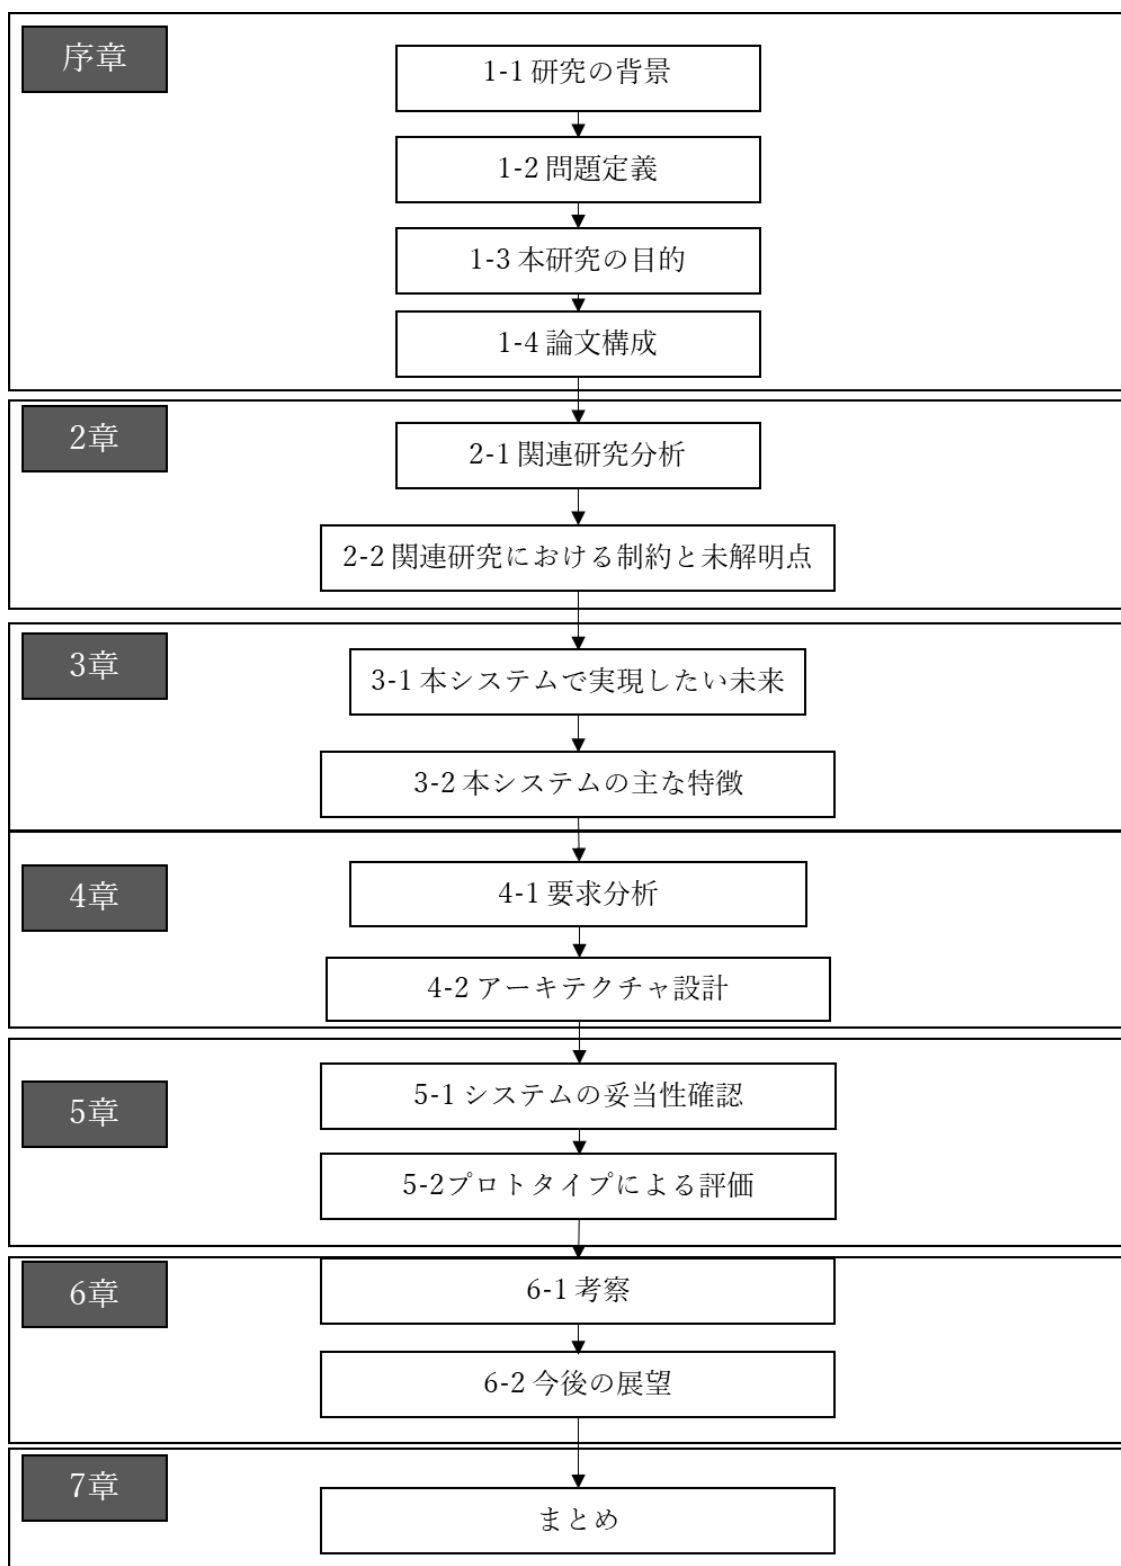 序章
1-1 研究の背景
1-2 問題定義
1-3 本研究の目的
1-4 論文構成
2章
2-1 関連研究分析
2-2 関連研究における制約と未解明点
3章
3-1 本システムで実現したい未来
3-2 本システムの主な特徴
4章
4-1 要求分析
4-2 アーキテクチャ設計
5章
5-1 システムの妥当性確認
5-2プロトタイプによる評価
6章
6-1 考察
6-2 今後の展望
7章
まとめ